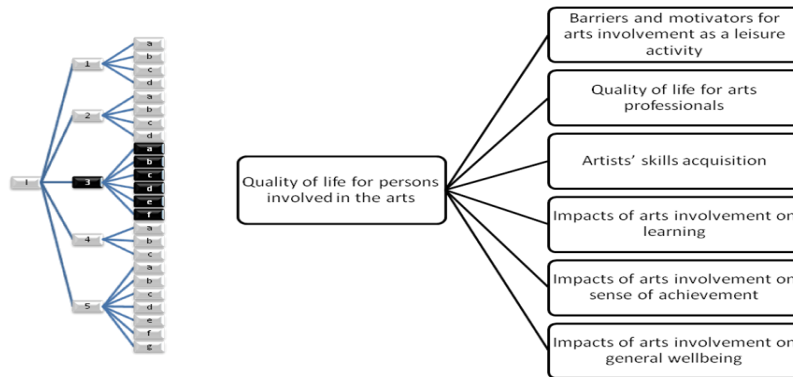 I
1
a
b
c
d
2
a
b
c
d
3
a
b
c
d
e
f
4
a
b
c
5
a
b
c
d
e
f
g
Quality of life for persons
involved in the arts
Barriers and motivators for
arts involvement as a leisure
activity
Quality of life for arts
professionals
Artists' skills acquisition
Impacts of arts involvement on
learning
Impacts of arts involvement on
sense of achievement
Impacts of arts involvement on
general wellbeing